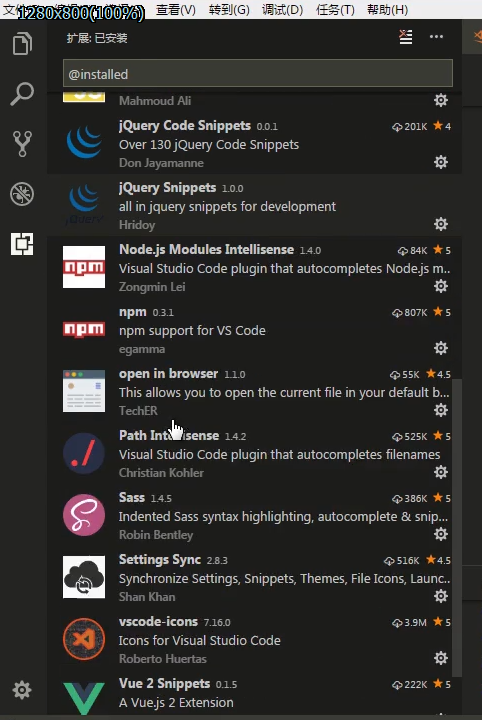 1280x800(100%)
查看(V) 转到(G) 调试(D) 任务(T) 帮助(H)
扩展: 已安装
@installed
Mahmoud Ali
jQuery Code Snippets 0.0.1 201K 4
Over 130 jQuery Code Snippets
Don Jayamanne
jQuery Snippets 1.0.0
all in jquery snippets for development
Hridoy
Node.js Modules Intellisense 1.4.0 84K 5
npm
Visual Studio Code plugin that autocompletes Node.js m...
Zongmin Lei
npm 0.3.1 807K 5
npm
npm support for VS Code
egamma
open in browser 1.1.0 55K 4.5
This allows you to open the current file in your default b...
TechER
Path Intellisense 1.4.2 525K 5
Visual Studio Code plugin that autocompletes filenames
Christian Kohler
Sass 1.4.5 386K 5
Indented Sass syntax highlighting, autocomplete & snip...
Robin Bentley
Settings Sync 2.8.3 516K 4.5
Synchronize Settings, Snippets, Themes, File Icons, Launc...
Shan Khan
vscode-icons 7.16.0 3.9M 5
Icons for Visual Studio Code
Roberto Huertas
Vue 2 Snippets 0.1.5 222K 5
A Vue.js 2 Extension